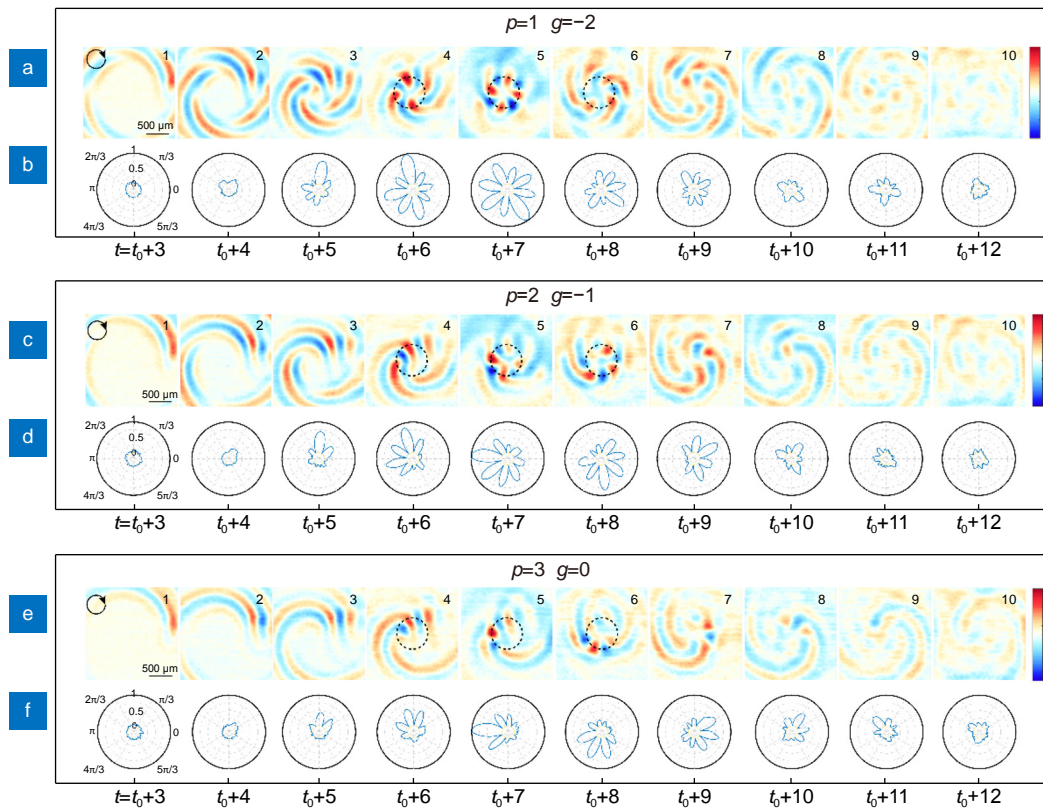 p=1 g=−2
a
1 2 3 4 5 6 7 8 9 10
500 μm
b
2π/3 1 π/3
0.5
0
π 0
4π/3 5π/3
t=t₀+3 t₀+4 t₀+5 t₀+6 t₀+7 t₀+8 t₀+9 t₀+10 t₀+11 t₀+12
p=2 g=−1
c
1 2 3 4 5 6 7 8 9 10
500 μm
d
2π/3 1 π/3
0.5
0
π 0
4π/3 5π/3
t=t₀+3 t₀+4 t₀+5 t₀+6 t₀+7 t₀+8 t₀+9 t₀+10 t₀+11 t₀+12
p=3 g=0
e
1 2 3 4 5 6 7 8 9 10
500 μm
f
2π/3 1 π/3
0.5
0
π 0
4π/3 5π/3
t=t₀+3 t₀+4 t₀+5 t₀+6 t₀+7 t₀+8 t₀+9 t₀+10 t₀+11 t₀+12